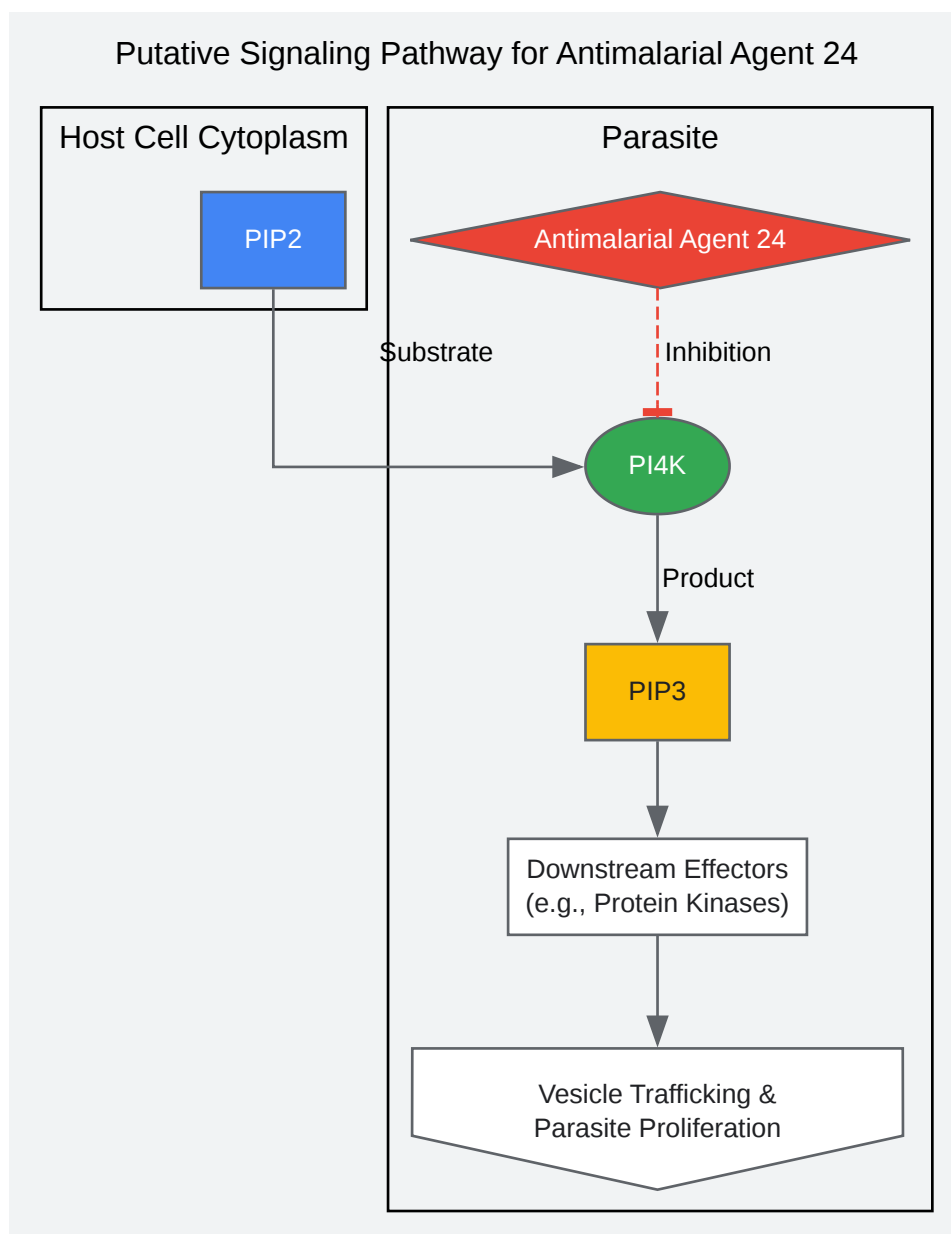 Putative Signaling Pathway for Antimalarial Agent 24
Host Cell Cytoplasm
Parasite
PIP2
Antimalarial Agent 24
Substrate
Inhibition
PI4K
Product
PIP3
Downstream Effectors
(e.g., Protein Kinases)
Vesicle Trafficking &
Parasite Proliferation